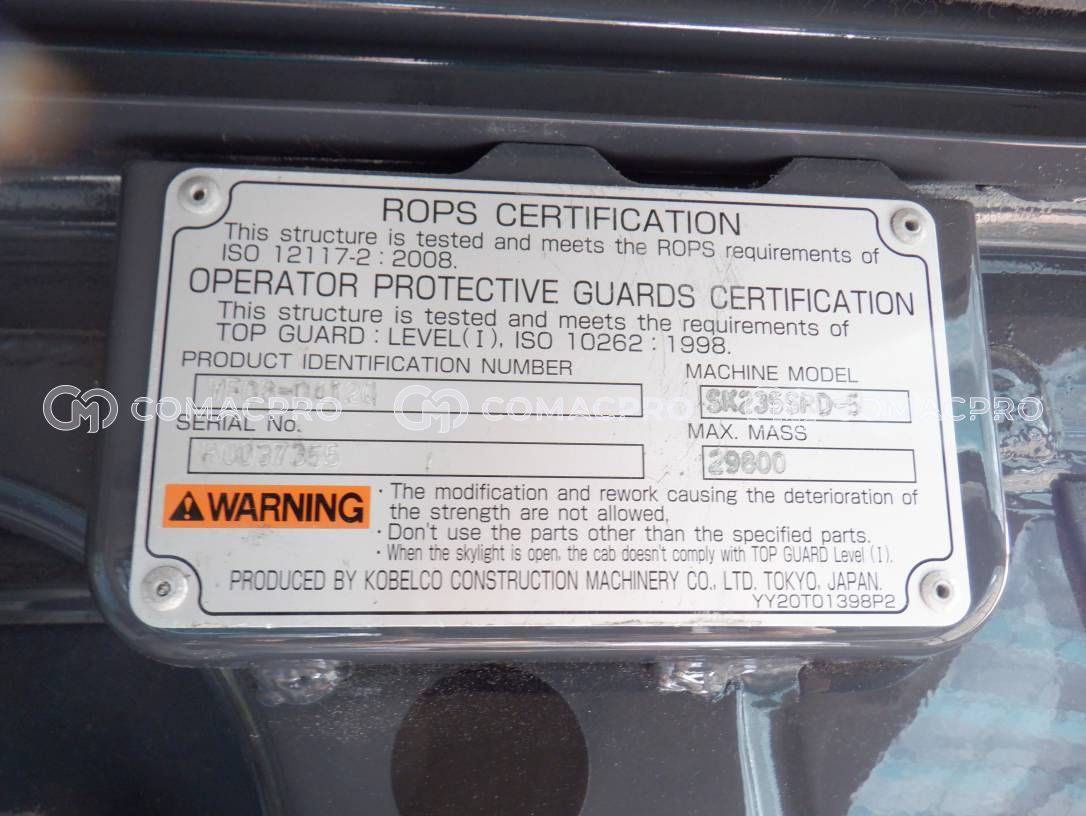 ROPS CERTIFICATION
This structure is tested and meets the ROPS requirements of
ISO 12117-2 : 2008.
OPERATOR PROTECTIVE GUARDS CERTIFICATION
This structure is tested and meets the requirements of
TOP GUARD : LEVEL(I), ISO 10262 : 1998.
PRODUCT IDENTIFICATION NUMBER
MACHINE MODEL
SK235SRD-5
COMACPRO COMACPRO COMACPRO
SERIAL No.
MAX. MASS
29800
WARNING
· The modification and rework causing the deterioration of
the strength are not allowed.
· Don't use the parts other than the specified parts.
· When the skylight is open, the cab doesn't comply with TOP GUARD Level (I).
PRODUCED BY KOBELCO CONSTRUCTION MACHINERY CO., LTD. TOKYO, JAPAN.
YY20T01398P2